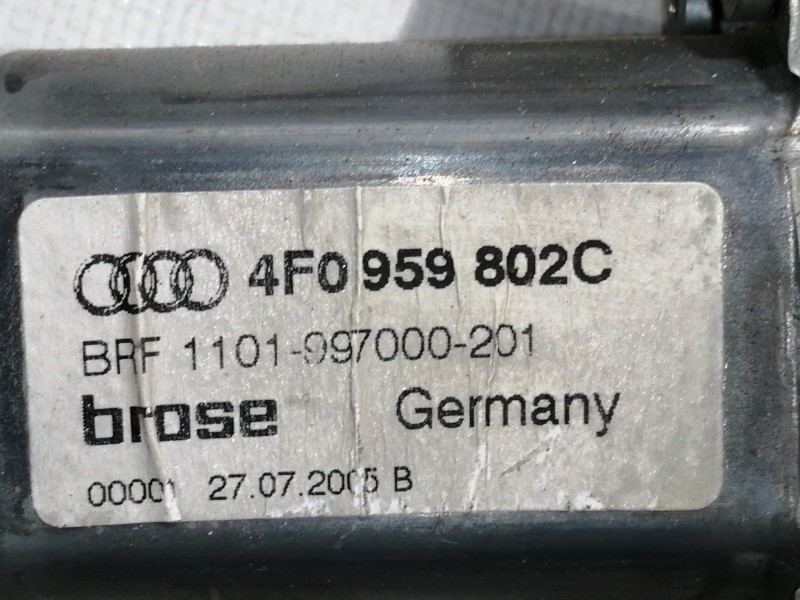 4F0 959 802C
BRF 1101-997000-201
brose Germany
00001 27.07.2005 B